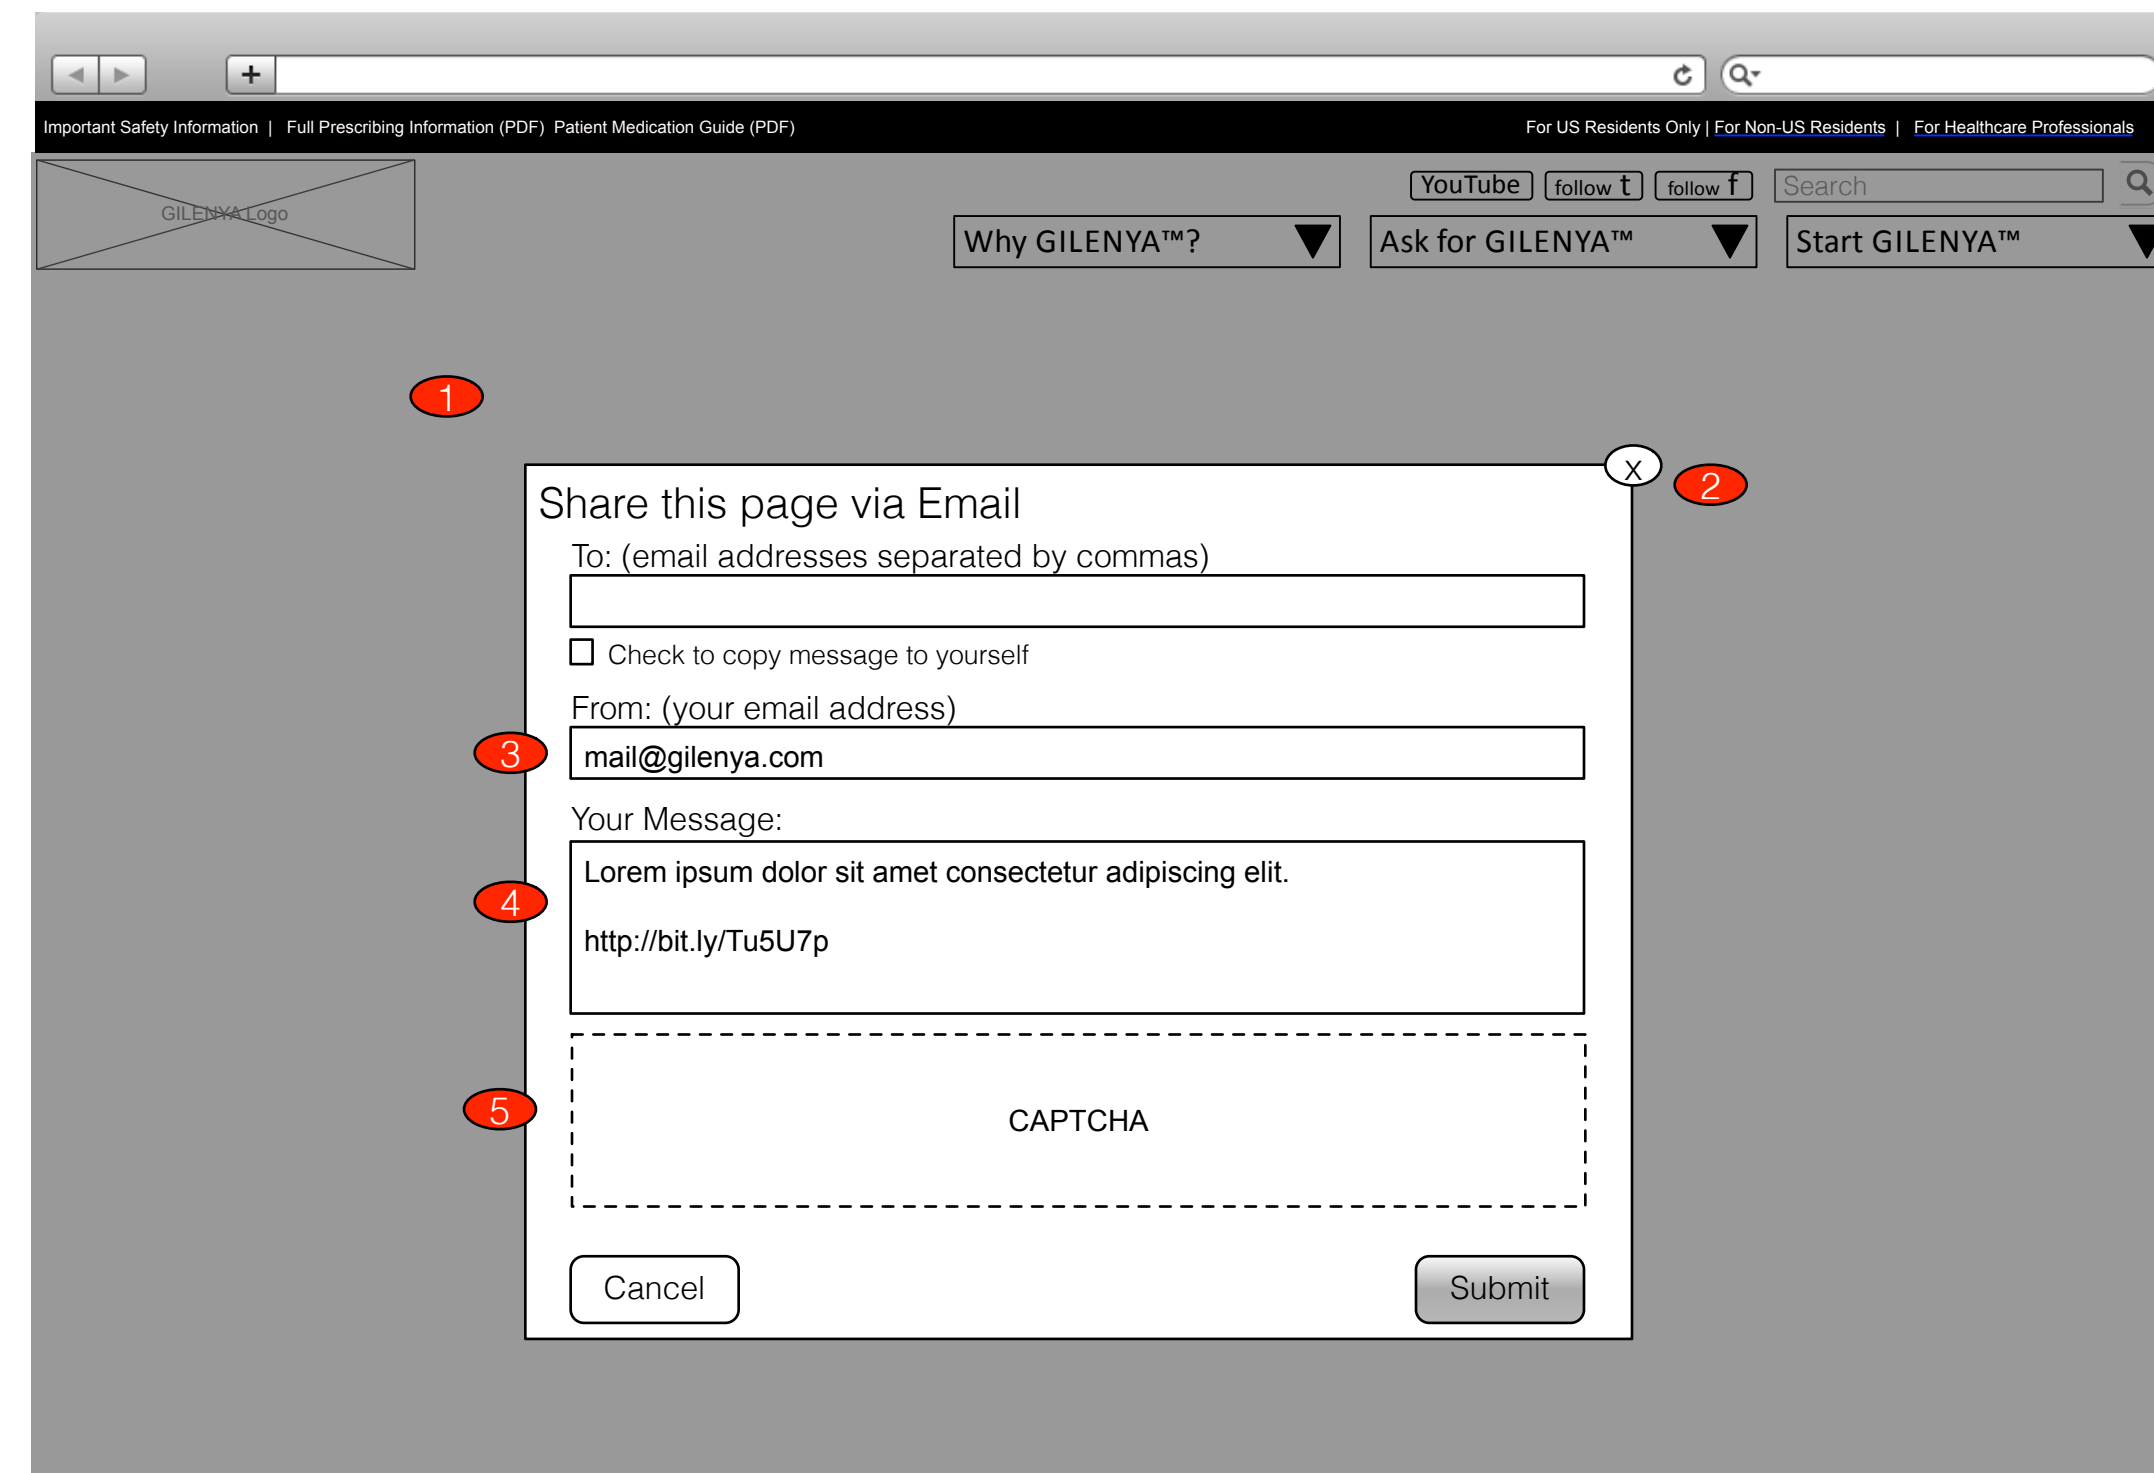 Important Safety Information | Full Prescribing Information (PDF) Patient Medication Guide (PDF)
For US Residents Only | For Non-US Residents | For Healthcare Professionals
GILENYA Logo
YouTube
follow t
follow f
Search
Why GILENYA™?
Ask for GILENYA™
Start GILENYA™
1
X
2
Share this page via Email
To: (email addresses separated by commas)
Check to copy message to yourself
From: (your email address)
3
mail@gilenya.com
Your Message:
Lorem ipsum dolor sit amet consectetur adipiscing elit.
4
http://bit.ly/Tu5U7p
5
CAPTCHA
Cancel
Submit